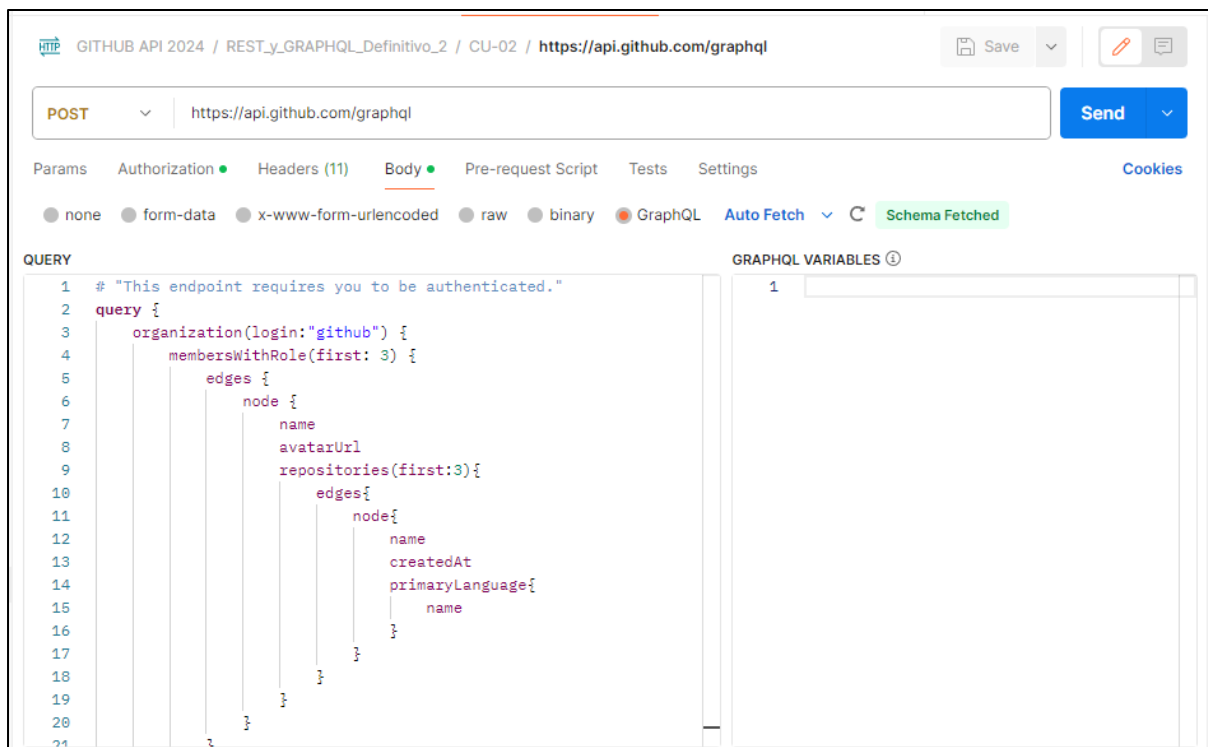 HTTP GITHUB API 2024 / REST_y_GRAPHQL_Definitivo_2 / CU-02 / https://api.github.com/graphql Save
POST https://api.github.com/graphql Send
Params Authorization Headers (11) Body Pre-request Script Tests Settings Cookies
none form-data x-www-form-urlencoded raw binary GraphQL Auto Fetch Schema Fetched
QUERY GRAPHQL VARIABLES
1 # "This endpoint requires you to be authenticated." 1
2 query {
3 organization(login:"github") {
4 membersWithRole(first: 3) {
5 edges {
6 node {
7 name
8 avatarUrl
9 repositories(first:3){
10 edges{
11 node{
12 name
13 createdAt
14 primaryLanguage{
15 name
16 }
17 }
18 }
19 }
20 }
21 }